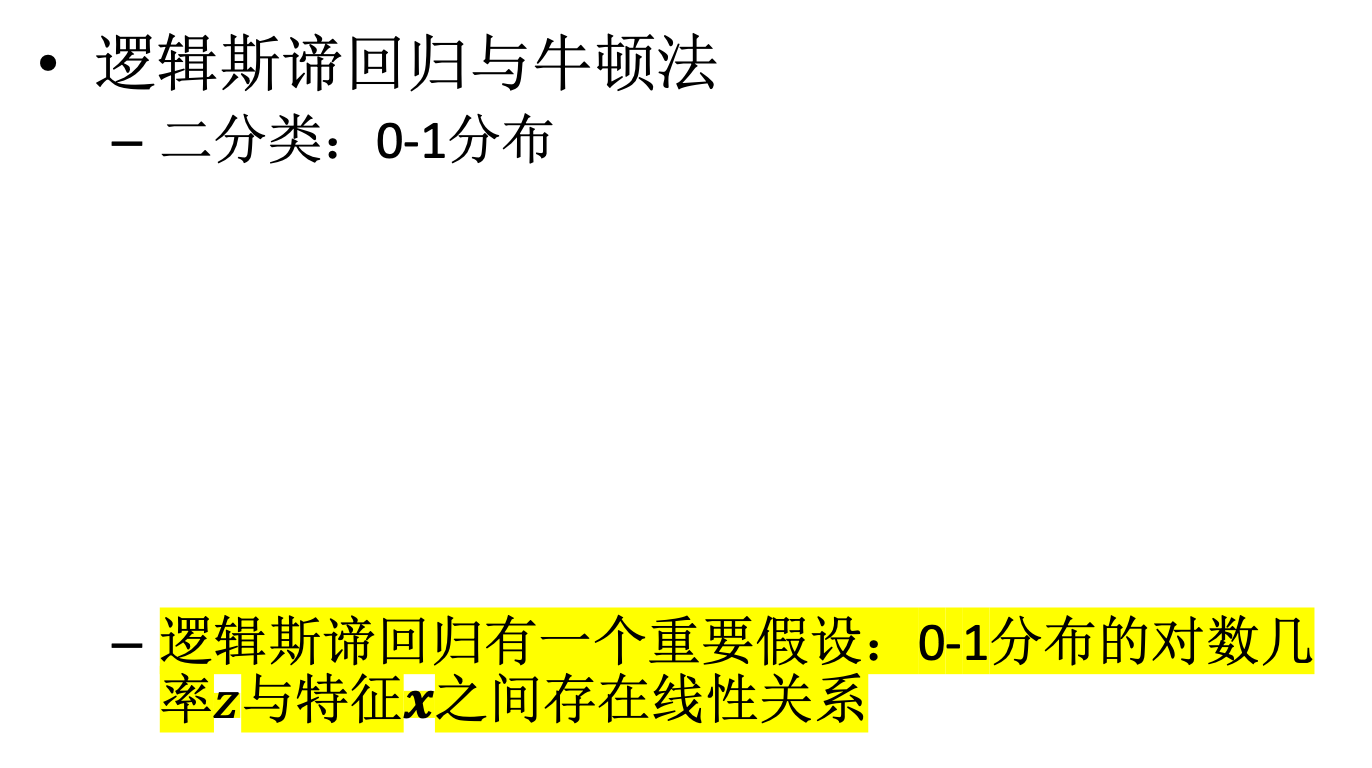 • 逻辑斯谛回归与牛顿法
– 二分类：0-1分布
– 逻辑斯谛回归有一个重要假设：0-1分布的对数几
率z与特征x之间存在线性关系